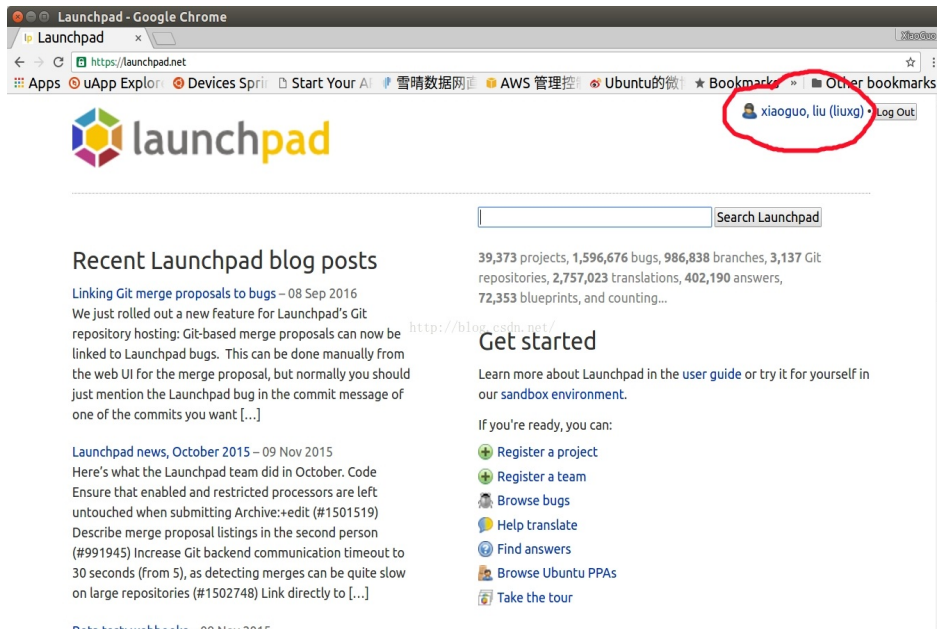 Launchpad - Google Chrome
lp Launchpad × XiaoGuo
https://launchpad.net
Apps uApp Explor Devices Spri Start Your A 雪晴数据网 AWS 管理控 Ubuntu的微 Bookmarks » Other bookmarks
xiaoguo, liu (liuxg) • Log Out
launchpad
Search Launchpad
Recent Launchpad blog posts
Linking Git merge proposals to bugs – 08 Sep 2016
We just rolled out a new feature for Launchpad’s Git
repository hosting: Git-based merge proposals can now be
linked to Launchpad bugs. This can be done manually from
the web UI for the merge proposal, but normally you should
just mention the Launchpad bug in the commit message of
one of the commits you want […]
Launchpad news, October 2015 – 09 Nov 2015
Here’s what the Launchpad team did in October. Code
Ensure that enabled and restricted processors are left
untouched when submitting Archive:+edit (#1501519)
Describe merge proposal listings in the second person
(#991945) Increase Git backend communication timeout to
30 seconds (from 5), as detecting merges can be quite slow
on large repositories (#1502748) Link directly to […]
39,373 projects, 1,596,676 bugs, 986,838 branches, 3,137 Git
repositories, 2,757,023 translations, 402,190 answers,
72,353 blueprints, and counting...
http://blog.csdn.net/
Get started
Learn more about Launchpad in the user guide or try it for yourself in
our sandbox environment.
If you're ready, you can:
Register a project
Register a team
Browse bugs
Help translate
Find answers
Browse Ubuntu PPAs
Take the tour